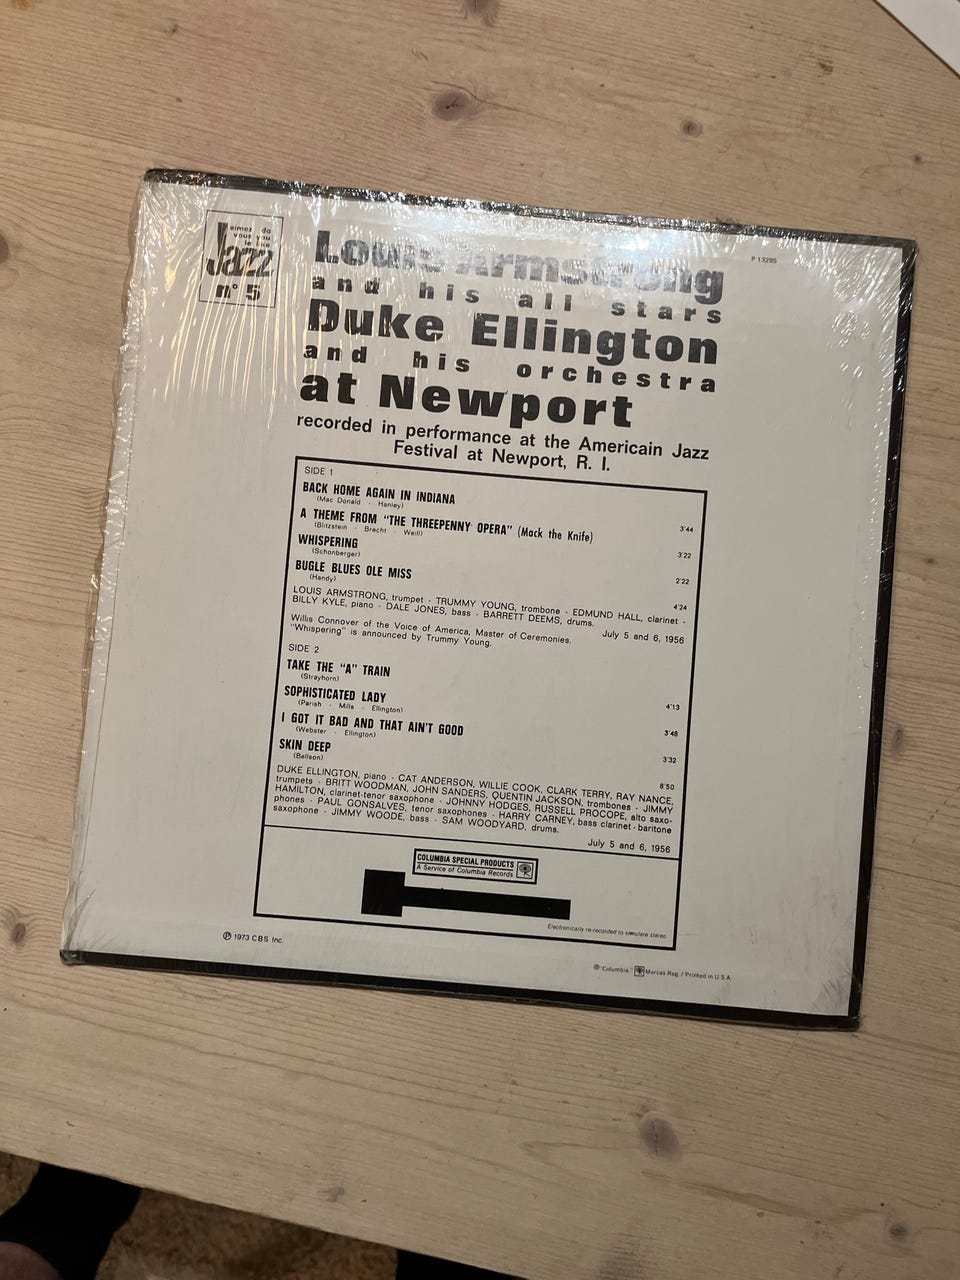 aimez do
vous you
le like
Jazz
n° 5
P 13295
Louis Armstrong
and his all stars
Duke Ellington
and his orchestra
at Newport
recorded in performance at the Americain Jazz
Festival at Newport, R. I.
SIDE 1
BACK HOME AGAIN IN INDIANA
(Mac Donald - Hanley) 3'44
A THEME FROM "THE THREEPENNY OPERA" (Mack the Knife)
(Blitzstein - Brecht - Weill) 3'22
WHISPERING
(Schonberger) 2'22
BUGLE BLUES OLE MISS
(Handy) 4'24
LOUIS ARMSTRONG, trumpet - TRUMMY YOUNG, trombone - EDMUND HALL, clarinet -
BILLY KYLE, piano - DALE JONES, bass - BARRETT DEEMS, drums.
July 5 and 6, 1956
Willis Connover of the Voice of America, Master of Ceremonies.
"Whispering" is announced by Trummy Young.
SIDE 2
TAKE THE "A" TRAIN
(Strayhorn) 4'13
SOPHISTICATED LADY
(Parish - Mills - Ellington) 3'48
I GOT IT BAD AND THAT AIN'T GOOD
(Webster - Ellington) 3'32
SKIN DEEP
(Bellson) 8'50
DUKE ELLINGTON, piano - CAT ANDERSON, WILLIE COOK, CLARK TERRY, RAY NANCE,
trumpets - BRITT WOODMAN, JOHN SANDERS, QUENTIN JACKSON, trombones - JIMMY
HAMILTON, clarinet-tenor saxophone - JOHNNY HODGES, RUSSELL PROCOPE, alto saxo-
phones - PAUL GONSALVES, tenor saxophones - HARRY CARNEY, bass clarinet - baritone
saxophone - JIMMY WOODE, bass - SAM WOODYARD, drums.
July 5 and 6, 1956
COLUMBIA SPECIAL PRODUCTS
A Service of Columbia Records
Electronically re-recorded to simulate stereo
℗ 1973 CBS Inc
® "Columbia," Marcas Reg. / Printed in U.S.A